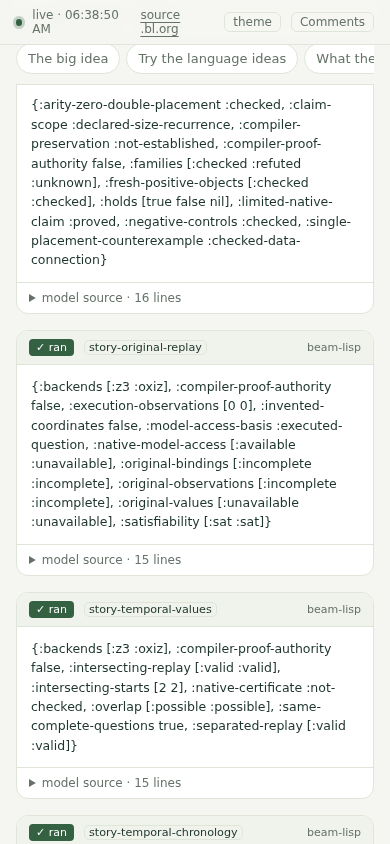 live · 06:38:50 AM
source .bl.org
theme
Comments
The big idea
Try the language ideas
What the
{:arity-zero-double-placement :checked, :claim-
scope :declared-size-recurrence, :compiler-
preservation :not-established, :compiler-proof-
authority false, :families [:checked :refuted
:unknown], :fresh-positive-objects [:checked
:checked], :holds [true false nil], :limited-native-
claim :proved, :negative-controls :checked, :single-
placement-counterexample :checked-data-
connection}
▶ model source · 16 lines
✓ ran story-original-replay beam-lisp
{:backends [:z3 :oxiz], :compiler-proof-authority
false, :execution-observations [0 0], :invented-
coordinates false, :model-access-basis :executed-
question, :native-model-access [:available
:unavailable], :original-bindings [:incomplete
:incomplete], :original-observations [:incomplete
:incomplete], :original-values [:unavailable
:unavailable], :satisfiability [:sat :sat]}
▶ model source · 15 lines
✓ ran story-temporal-values beam-lisp
{:backends [:z3 :oxiz], :compiler-proof-authority
false, :intersecting-replay [:valid :valid],
:intersecting-starts [2 2], :native-certificate :not-
checked, :overlap [:possible :possible], :same-
complete-questions true, :separated-replay [:valid
:valid]}
▶ model source · 15 lines
✓ ran story-temporal-chronology beam-lisp